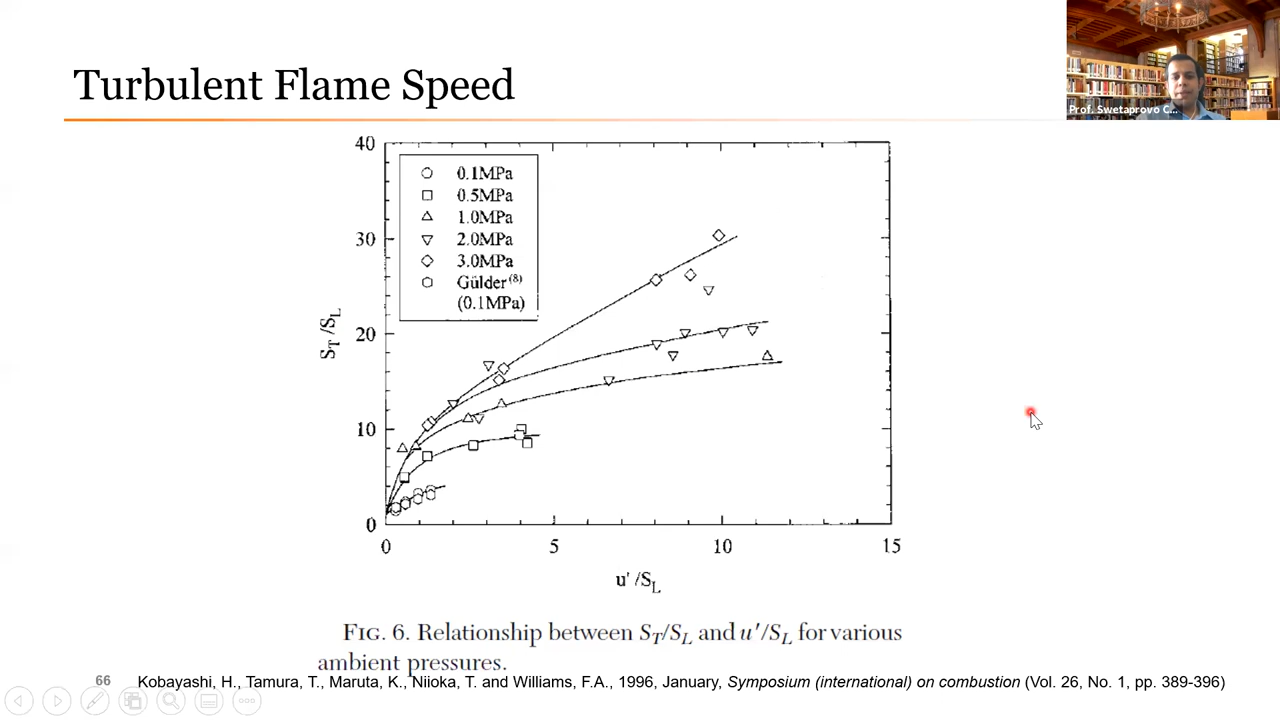 Turbulent Flame Speed
Prof. Swetaprovo C...
40
30
20
10
0
S_T /S_L
0.1MPa
0.5MPa
1.0MPa
2.0MPa
3.0MPa
Gülder⁽⁸⁾
(0.1MPa)
0 5 10 15
u' /S_L
FIG. 6. Relationship between S_T/S_L and u'/S_L for various
ambient pressures.
66
Kobayashi, H., Tamura, T., Maruta, K., Niioka, T. and Williams, F.A., 1996, January, Symposium (international) on combustion (Vol. 26, No. 1, pp. 389-396)